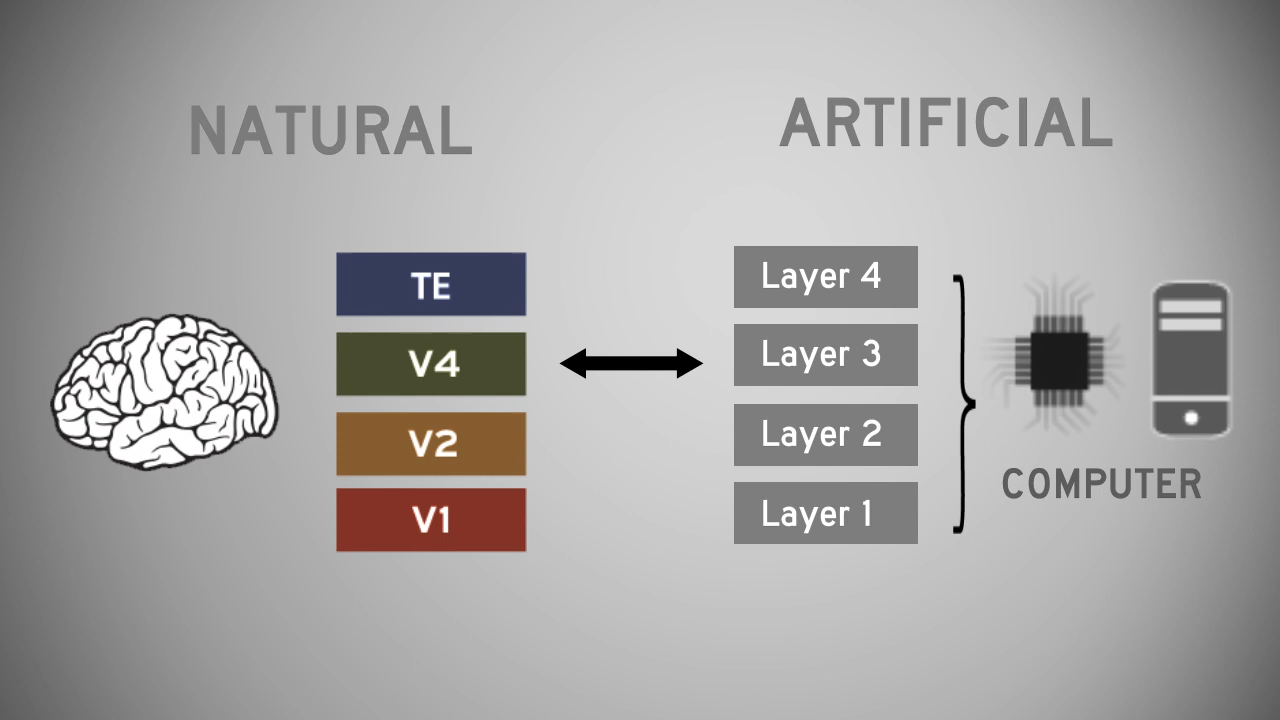 NATURAL
ARTIFICIAL
TE
V4
V2
V1
Layer 4
Layer 3
Layer 2
Layer 1
COMPUTER